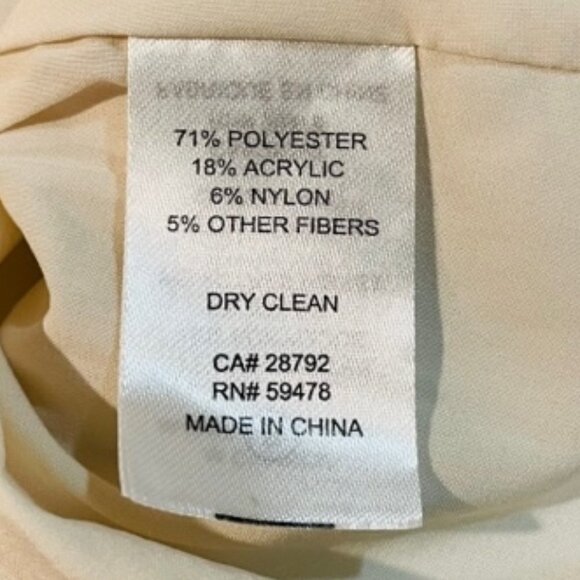 71% POLYESTER
18% ACRYLIC
6% NYLON
5% OTHER FIBERS
DRY CLEAN
CA# 28792
RN# 59478
MADE IN CHINA